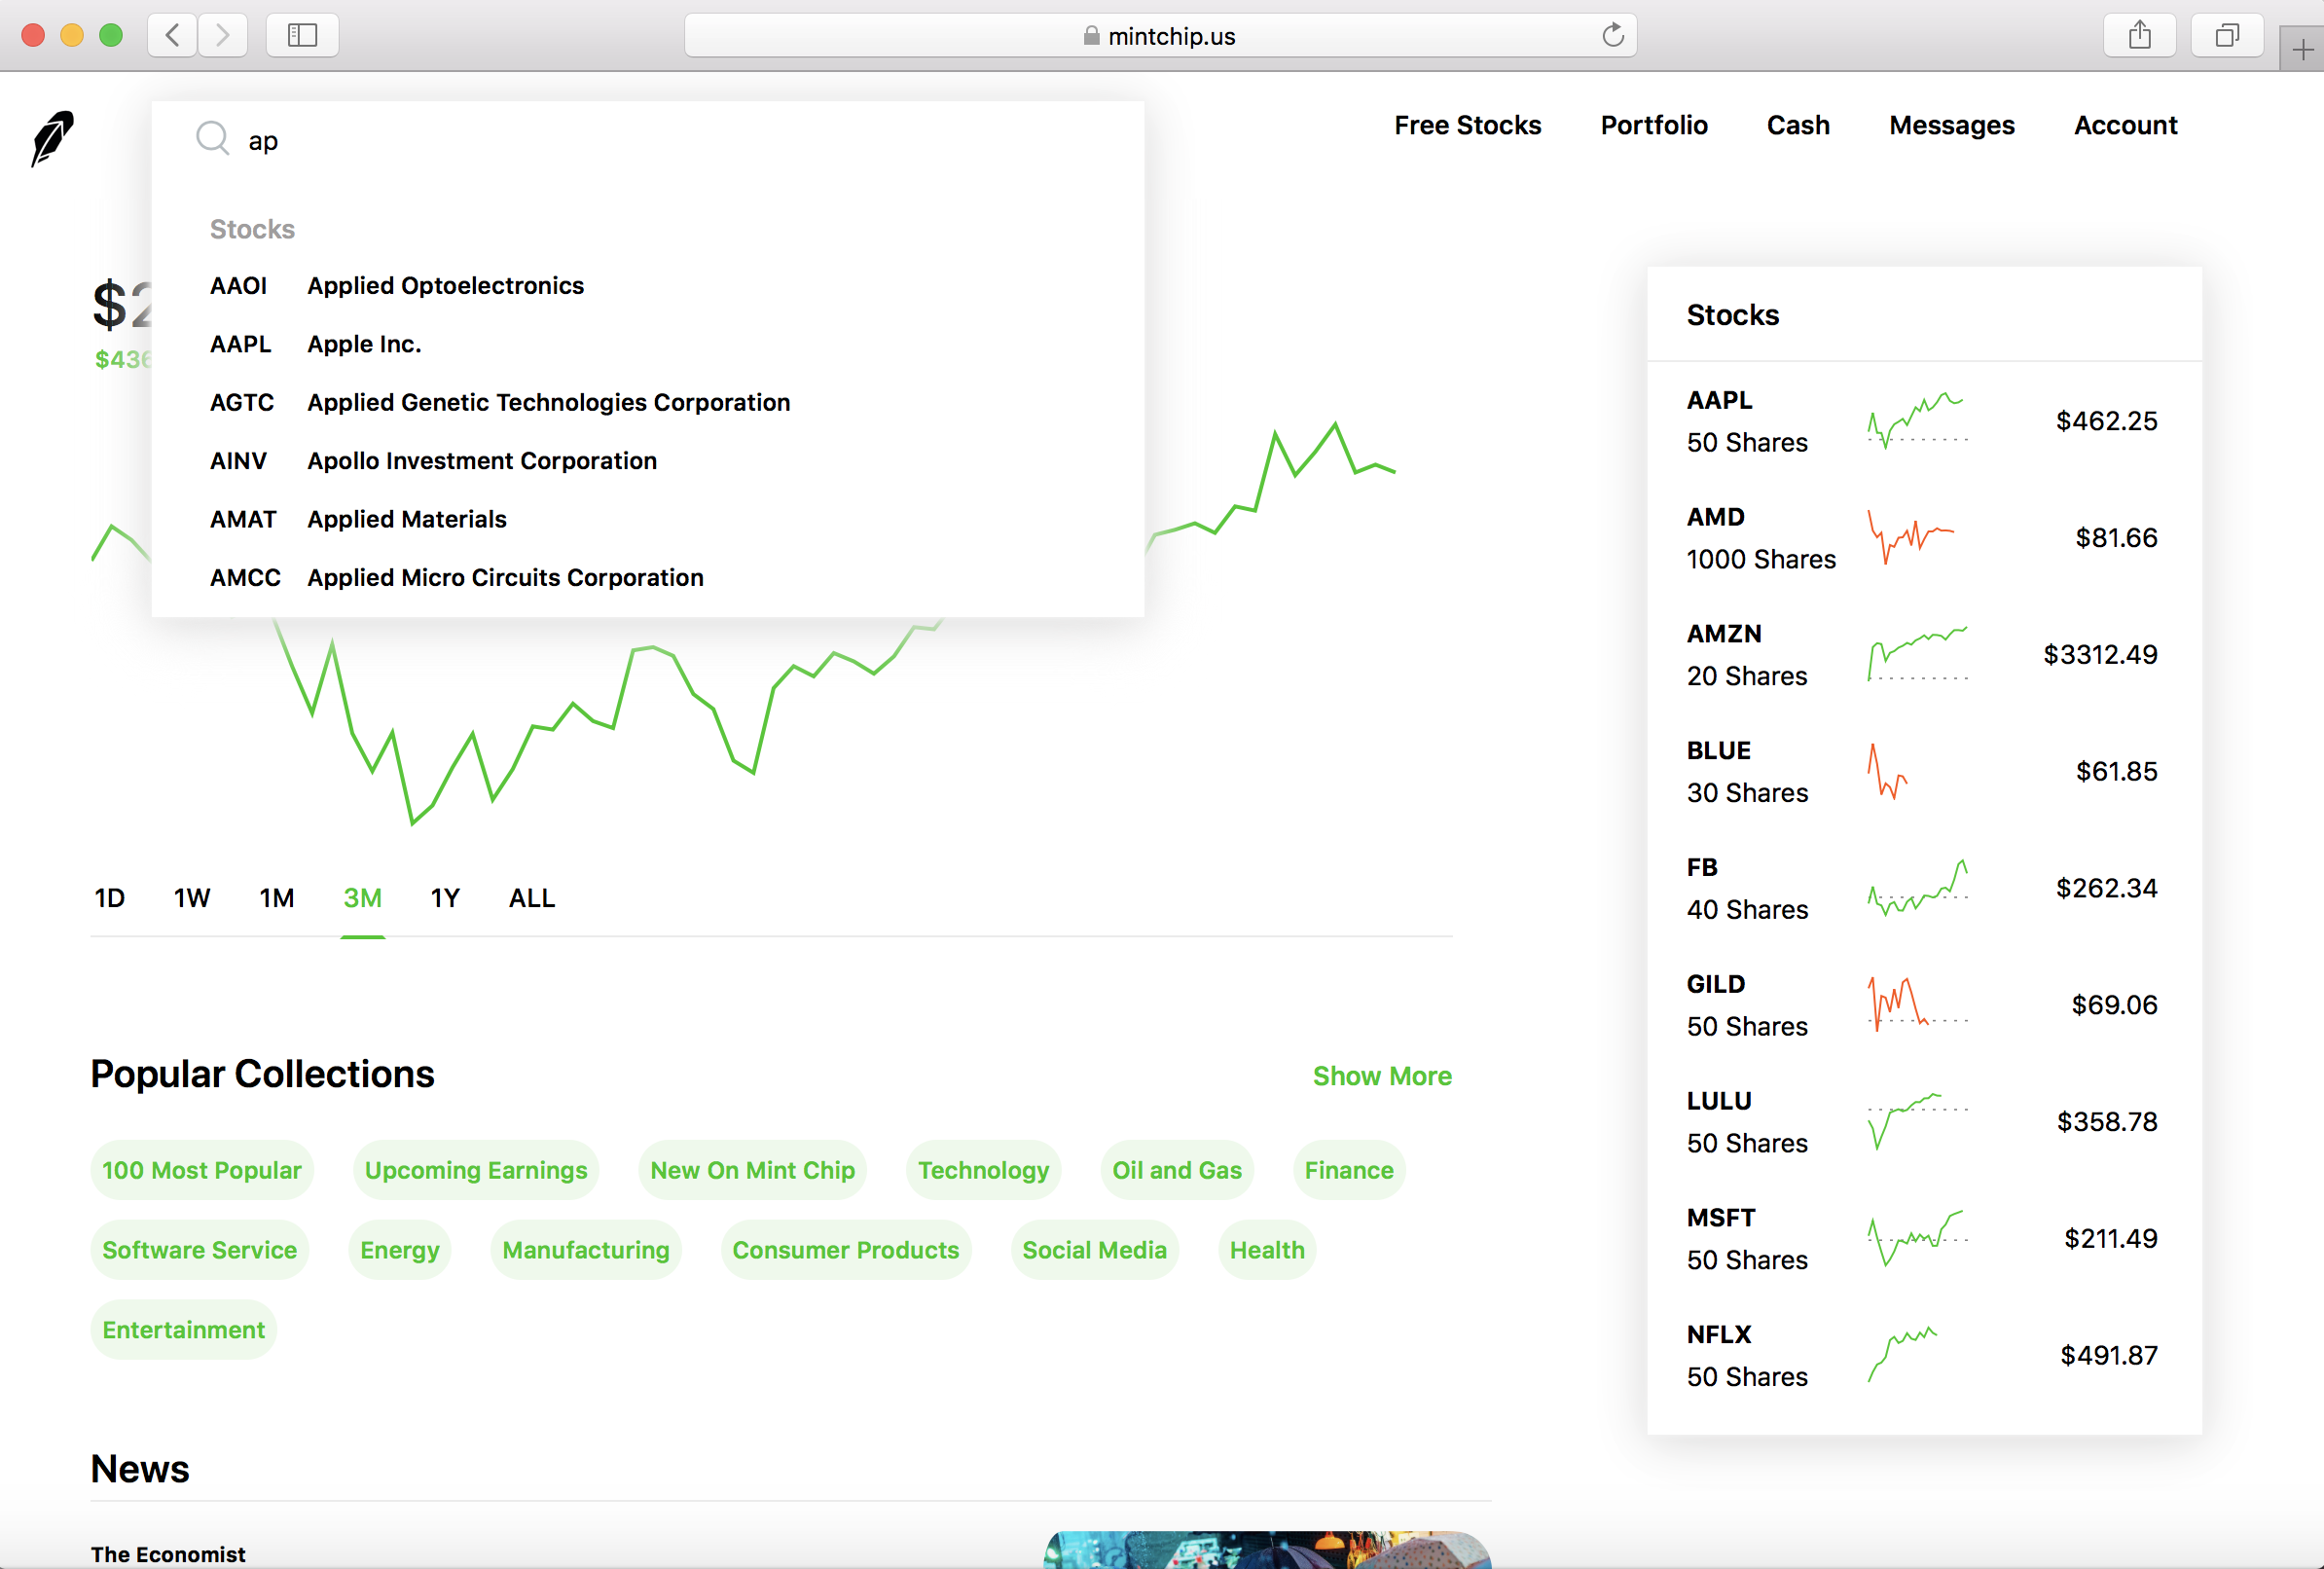 mintchip.us
ap
Free Stocks Portfolio Cash Messages Account
Stocks
AAOI Applied Optoelectronics
AAPL Apple Inc.
AGTC Applied Genetic Technologies Corporation
AINV Apollo Investment Corporation
AMAT Applied Materials
AMCC Applied Micro Circuits Corporation
$2
$436
1D 1W 1M 3M 1Y ALL
Popular Collections
Show More
100 Most Popular Upcoming Earnings New On Mint Chip Technology Oil and Gas Finance
Software Service Energy Manufacturing Consumer Products Social Media Health
Entertainment
News
The Economist
Stocks
AAPL
50 Shares
$462.25
AMD
1000 Shares
$81.66
AMZN
20 Shares
$3312.49
BLUE
30 Shares
$61.85
FB
40 Shares
$262.34
GILD
50 Shares
$69.06
LULU
50 Shares
$358.78
MSFT
50 Shares
$211.49
NFLX
50 Shares
$491.87